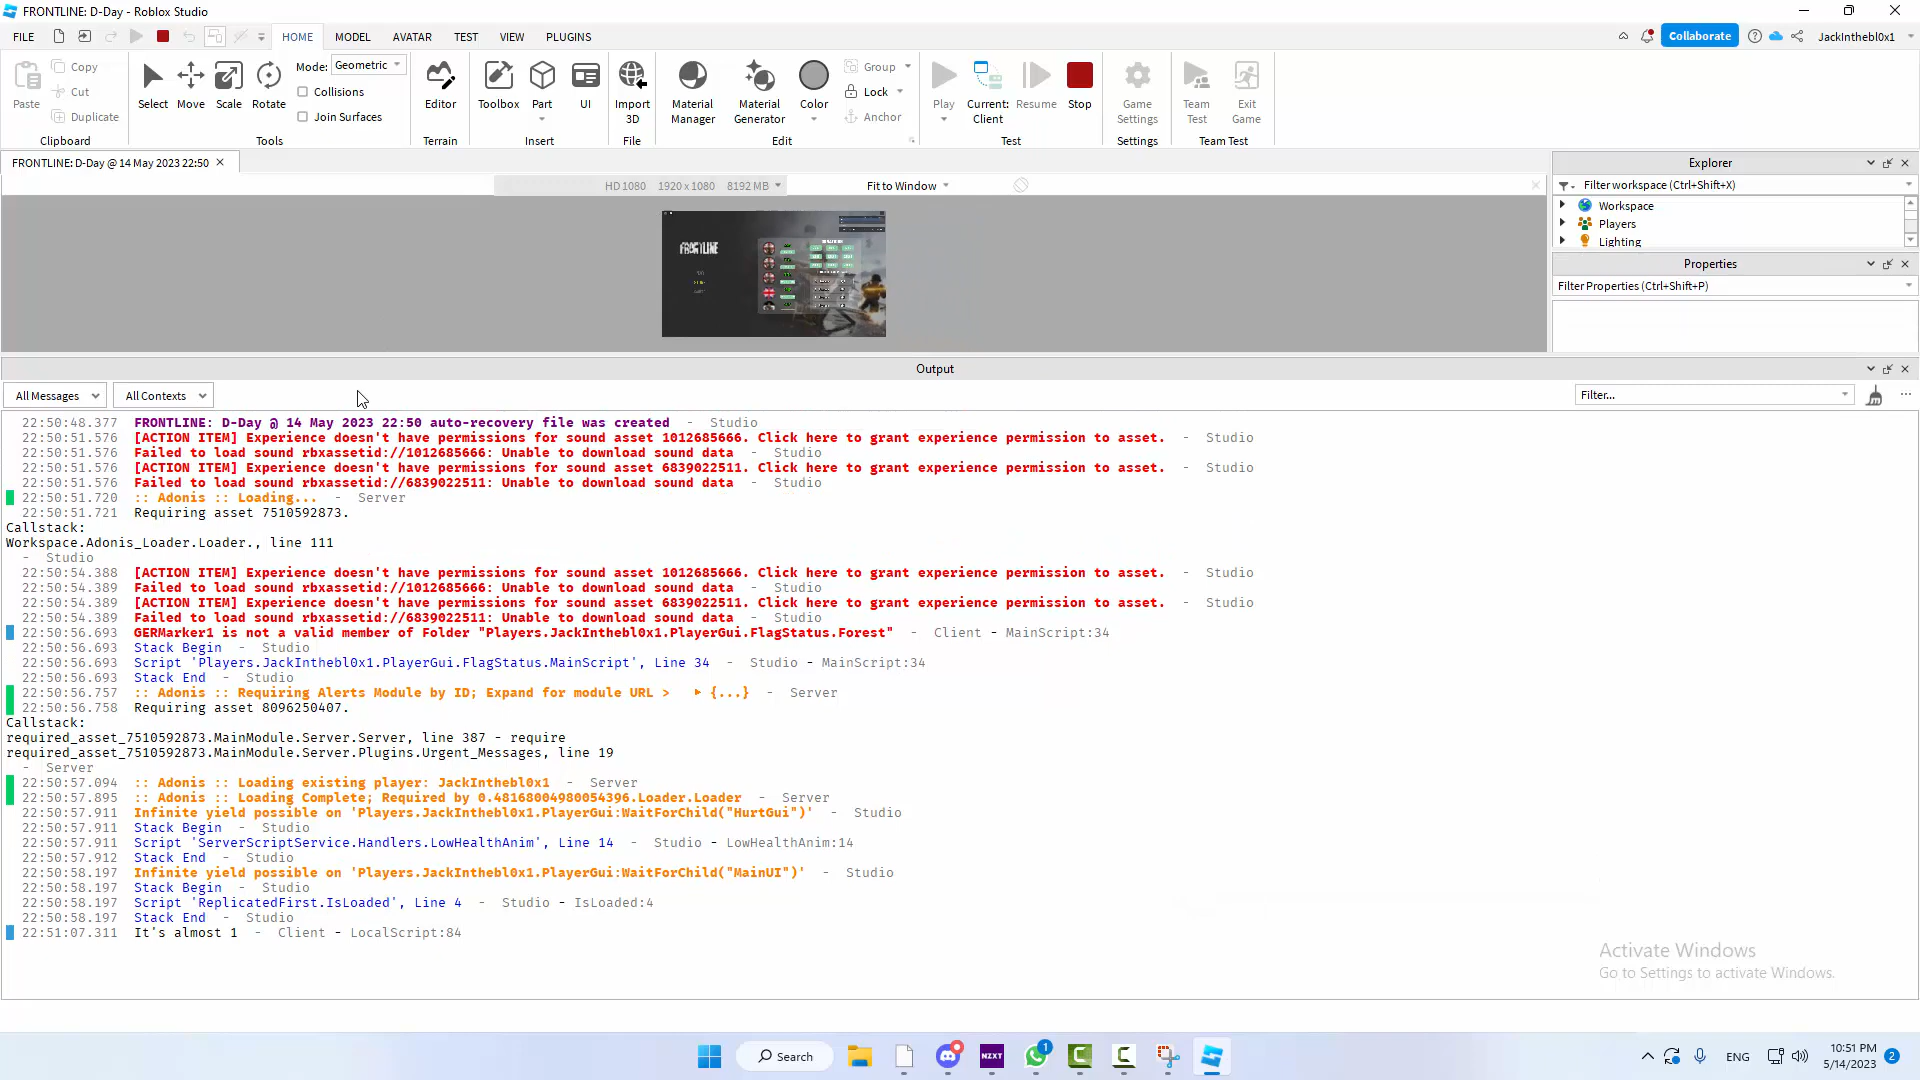 FRONTLINE: D-Day - Roblox Studio
FILE
HOME MODEL AVATAR TEST VIEW PLUGINS
Collaborate
JackInthebl0x1
Paste
Copy
Cut
Duplicate
Clipboard
Select Move Scale Rotate
Mode: Geometric
Collisions
Join Surfaces
Tools
Editor
Terrain
Toolbox Part UI
Insert
Import 3D
File
Material Manager
Material Generator
Color
Group
Lock
Anchor
Edit
Play
Current: Client
Resume
Stop
Test
Game Settings
Settings
Team Test
Exit Game
Team Test
FRONTLINE: D-Day @ 14 May 2023 22:50
HD 1080 1920 x 1080 8192 MB
Fit to Window
FRONTLINE
Explorer
Filter workspace (Ctrl+Shift+X)
Workspace
Players
Lighting
Properties
Filter Properties (Ctrl+Shift+P)
Output
All Messages All Contexts Filter...
22:50:48.377 FRONTLINE: D-Day @ 14 May 2023 22:50 auto-recovery file was created - Studio
22:50:51.576 [ACTION ITEM] Experience doesn't have permissions for sound asset 1012685666. Click here to grant experience permission to asset. - Studio
22:50:51.576 Failed to load sound rbxassetid://1012685666: Unable to download sound data - Studio
22:50:51.576 [ACTION ITEM] Experience doesn't have permissions for sound asset 6839022511. Click here to grant experience permission to asset. - Studio
22:50:51.576 Failed to load sound rbxassetid://6839022511: Unable to download sound data - Studio
22:50:51.720 :: Adonis :: Loading... - Server
22:50:51.721 Requiring asset 7510592873.
Callstack:
Workspace.Adonis_Loader.Loader., line 111
- Studio
22:50:54.388 [ACTION ITEM] Experience doesn't have permissions for sound asset 1012685666. Click here to grant experience permission to asset. - Studio
22:50:54.389 Failed to load sound rbxassetid://1012685666: Unable to download sound data - Studio
22:50:54.389 [ACTION ITEM] Experience doesn't have permissions for sound asset 6839022511. Click here to grant experience permission to asset. - Studio
22:50:54.389 Failed to load sound rbxassetid://6839022511: Unable to download sound data - Studio
22:50:56.693 GERMarker1 is not a valid member of Folder "Players.JackInthebl0x1.PlayerGui.FlagStatus.Forest" - Client - MainScript:34
22:50:56.693 Stack Begin - Studio
22:50:56.693 Script 'Players.JackInthebl0x1.PlayerGui.FlagStatus.MainScript', Line 34 - Studio - MainScript:34
22:50:56.693 Stack End - Studio
22:50:56.757 :: Adonis :: Requiring Alerts Module by ID; Expand for module URL > ▶ {...} - Server
22:50:56.758 Requiring asset 8096250407.
Callstack:
required_asset_7510592873.MainModule.Server.Server, line 387 - require
required_asset_7510592873.MainModule.Server.Plugins.Urgent_Messages, line 19
- Server
22:50:57.094 :: Adonis :: Loading existing player: JackInthebl0x1 - Server
22:50:57.895 :: Adonis :: Loading Complete; Required by 0.48168004980054396.Loader.Loader - Server
22:50:57.911 Infinite yield possible on 'Players.JackInthebl0x1.PlayerGui:WaitForChild("HurtGui")' - Studio
22:50:57.911 Stack Begin - Studio
22:50:57.911 Script 'ServerScriptService.Handlers.LowHealthAnim', Line 14 - Studio - LowHealthAnim:14
22:50:57.912 Stack End - Studio
22:50:58.197 Infinite yield possible on 'Players.JackInthebl0x1.PlayerGui:WaitForChild("MainUI")' - Studio
22:50:58.197 Stack Begin - Studio
22:50:58.197 Script 'ReplicatedFirst.IsLoaded', Line 4 - Studio - IsLoaded:4
22:50:58.197 Stack End - Studio
22:51:07.311 It's almost 1 - Client - LocalScript:84
Activate Windows
Go to Settings to activate Windows.
Search
NZXT
1
ENG
10:51 PM
5/14/2023
2